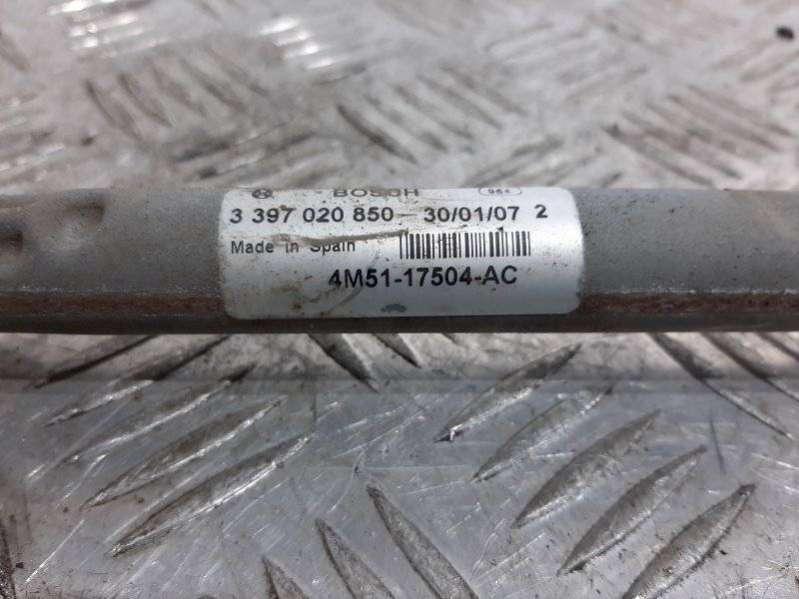 BOSCH
3 397 020 850 30/01/07 2
Made in Spain
4M51-17504-AC